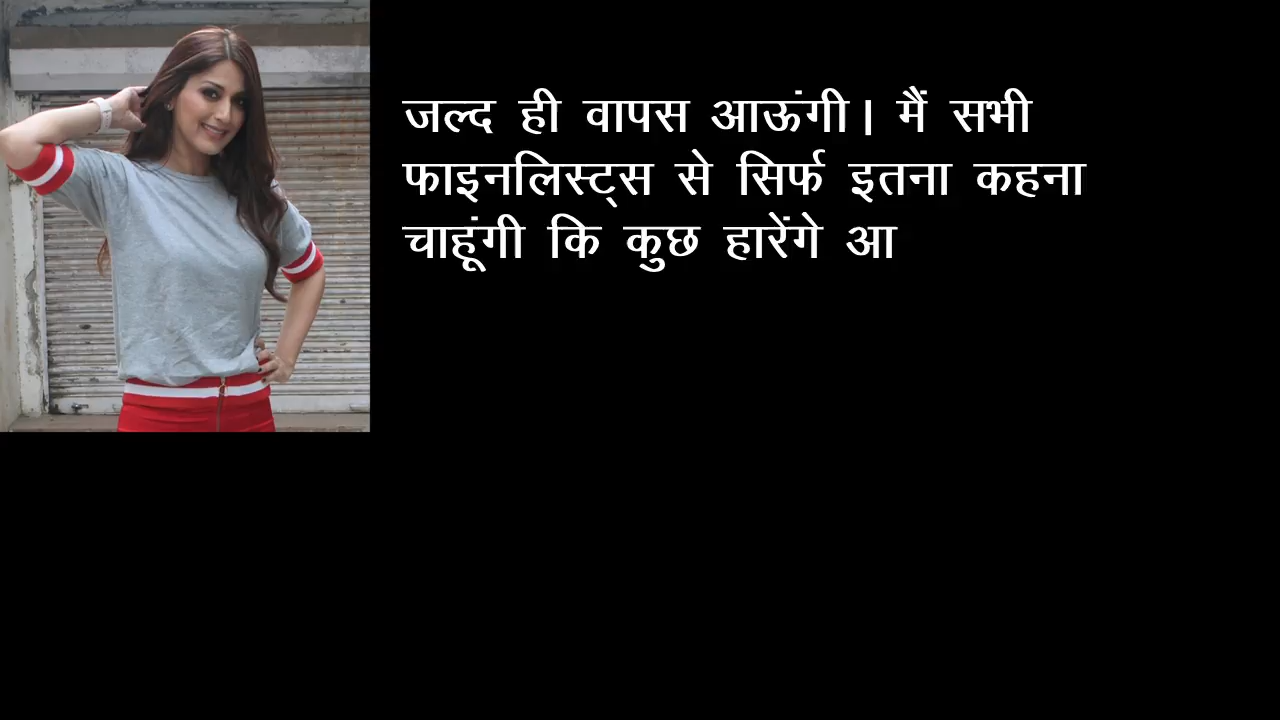 जल्द ही वापस आऊंगी। मैं सभी
फाइनलिस्ट्स से सिर्फ इतना कहना
चाहूंगी कि कुछ हारेंगे आ